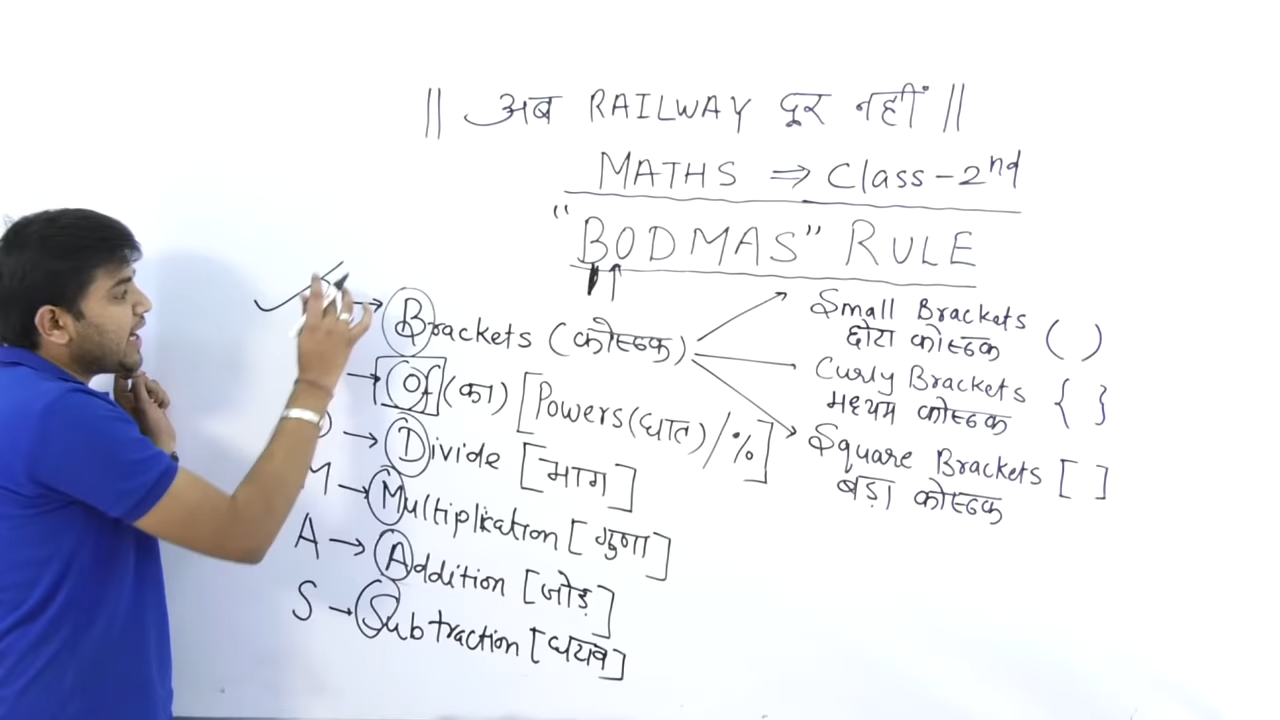 || अब RAILWAY दूर नहीं ||
MATHS ⇒ Class-2nd
"BODMAS" RULE
→ Brackets (कोष्ठक)
→ Of (का) [Powers(घात)/%]
D → Divide [भाग]
M → Multiplication [गुणा]
A → Addition [जोड़]
S → Subtraction [घटाव]
Small Brackets ( )
छोटा कोष्ठक
Curly Brackets { }
मध्यम कोष्ठक
Square Brackets [ ]
बड़ा कोष्ठक